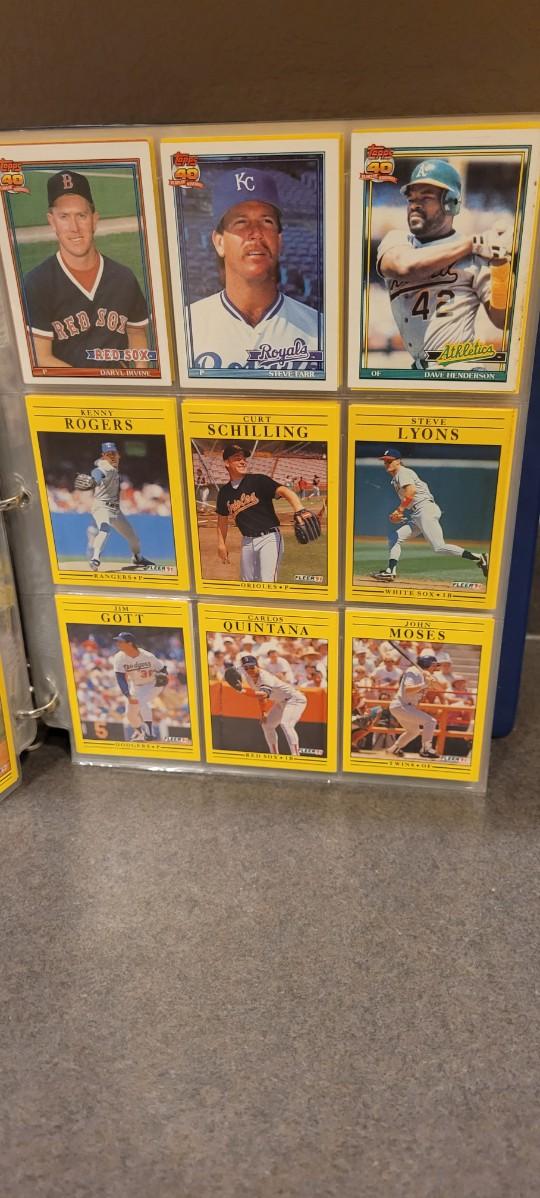 Topps
40
B
RED SOX
RED SOX
P DARYL IRVINE
Topps
40
KC
Royals
P STEVE FARR
Topps
40
A's
42
Athletics
OF DAVE HENDERSON
KENNY
ROGERS
FLEER 91
RANGERS • P
CURT
SCHILLING
Orioles
FLEER 91
ORIOLES • P
STEVE
LYONS
FLEER 91
WHITE SOX • 1B
JIM
GOTT
Dodgers
5
FLEER 91
DODGERS • P
CARLOS
QUINTANA
FLEER 91
RED SOX • 1B
JOHN
MOSES
FLEER 91
TWINS • OF